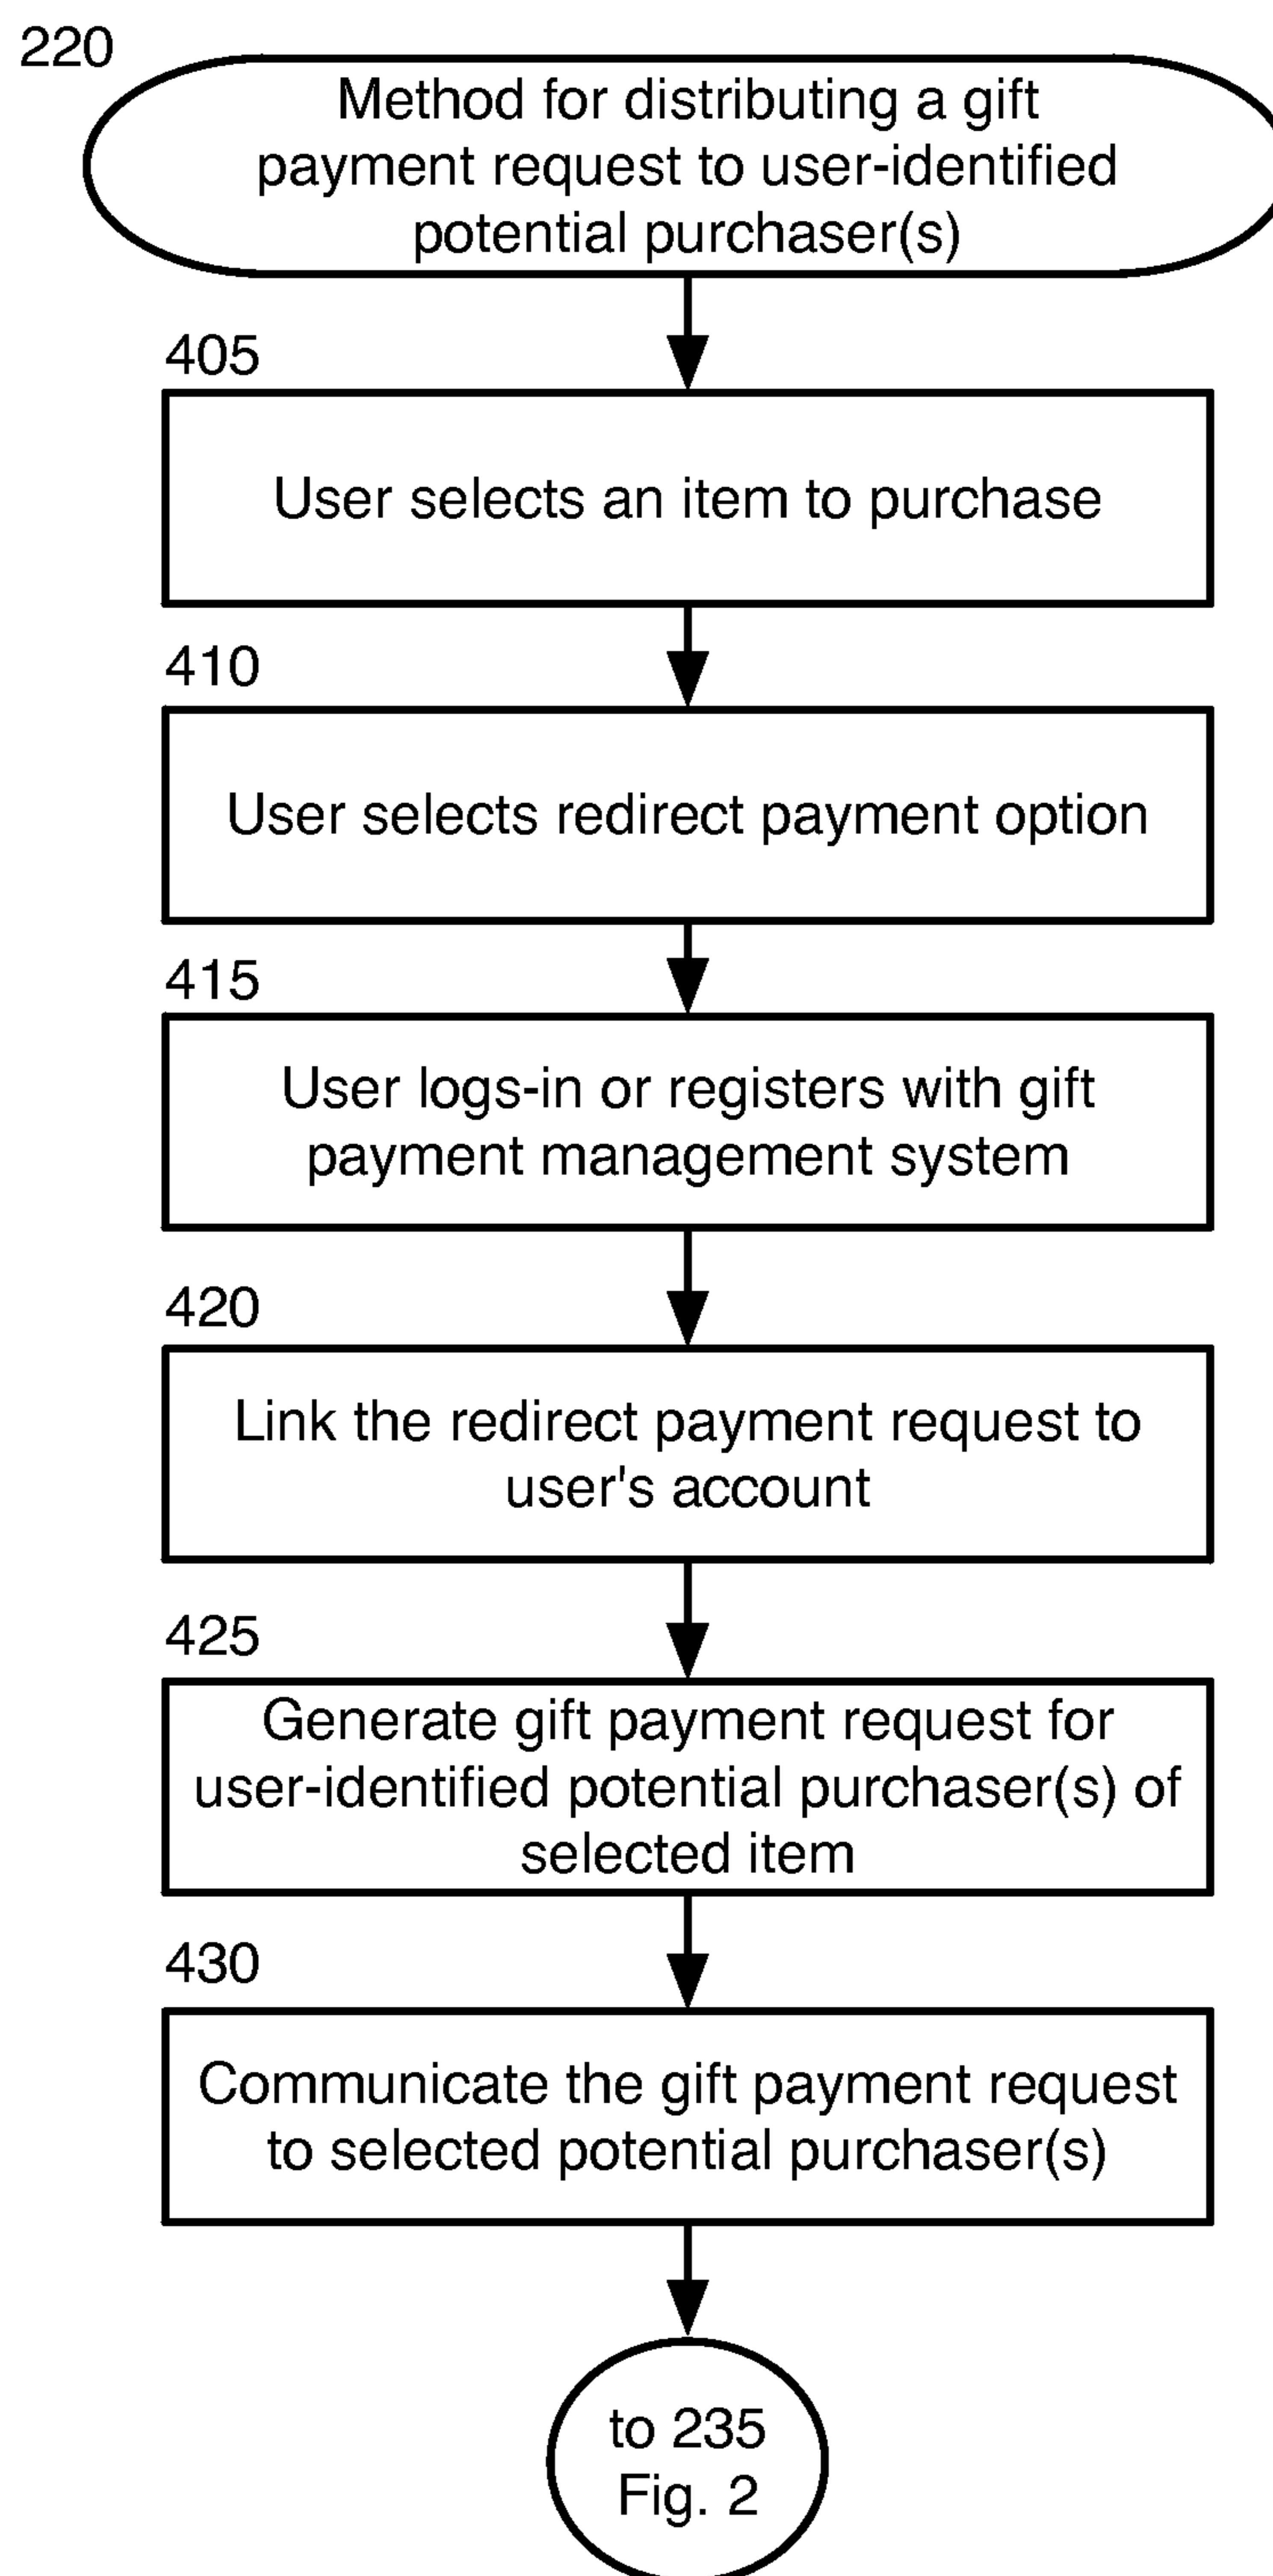 220
Method for distributing a gift
payment request to user-identified
potential purchaser(s)
405
User selects an item to purchase
410
User selects redirect payment option
415
User logs-in or registers with gift
payment management system
420
Link the redirect payment request to
user's account
425
Generate gift payment request for
user-identified potential purchaser(s) of
selected item
430
Communicate the gift payment request
to selected potential purchaser(s)
to 235
Fig. 2